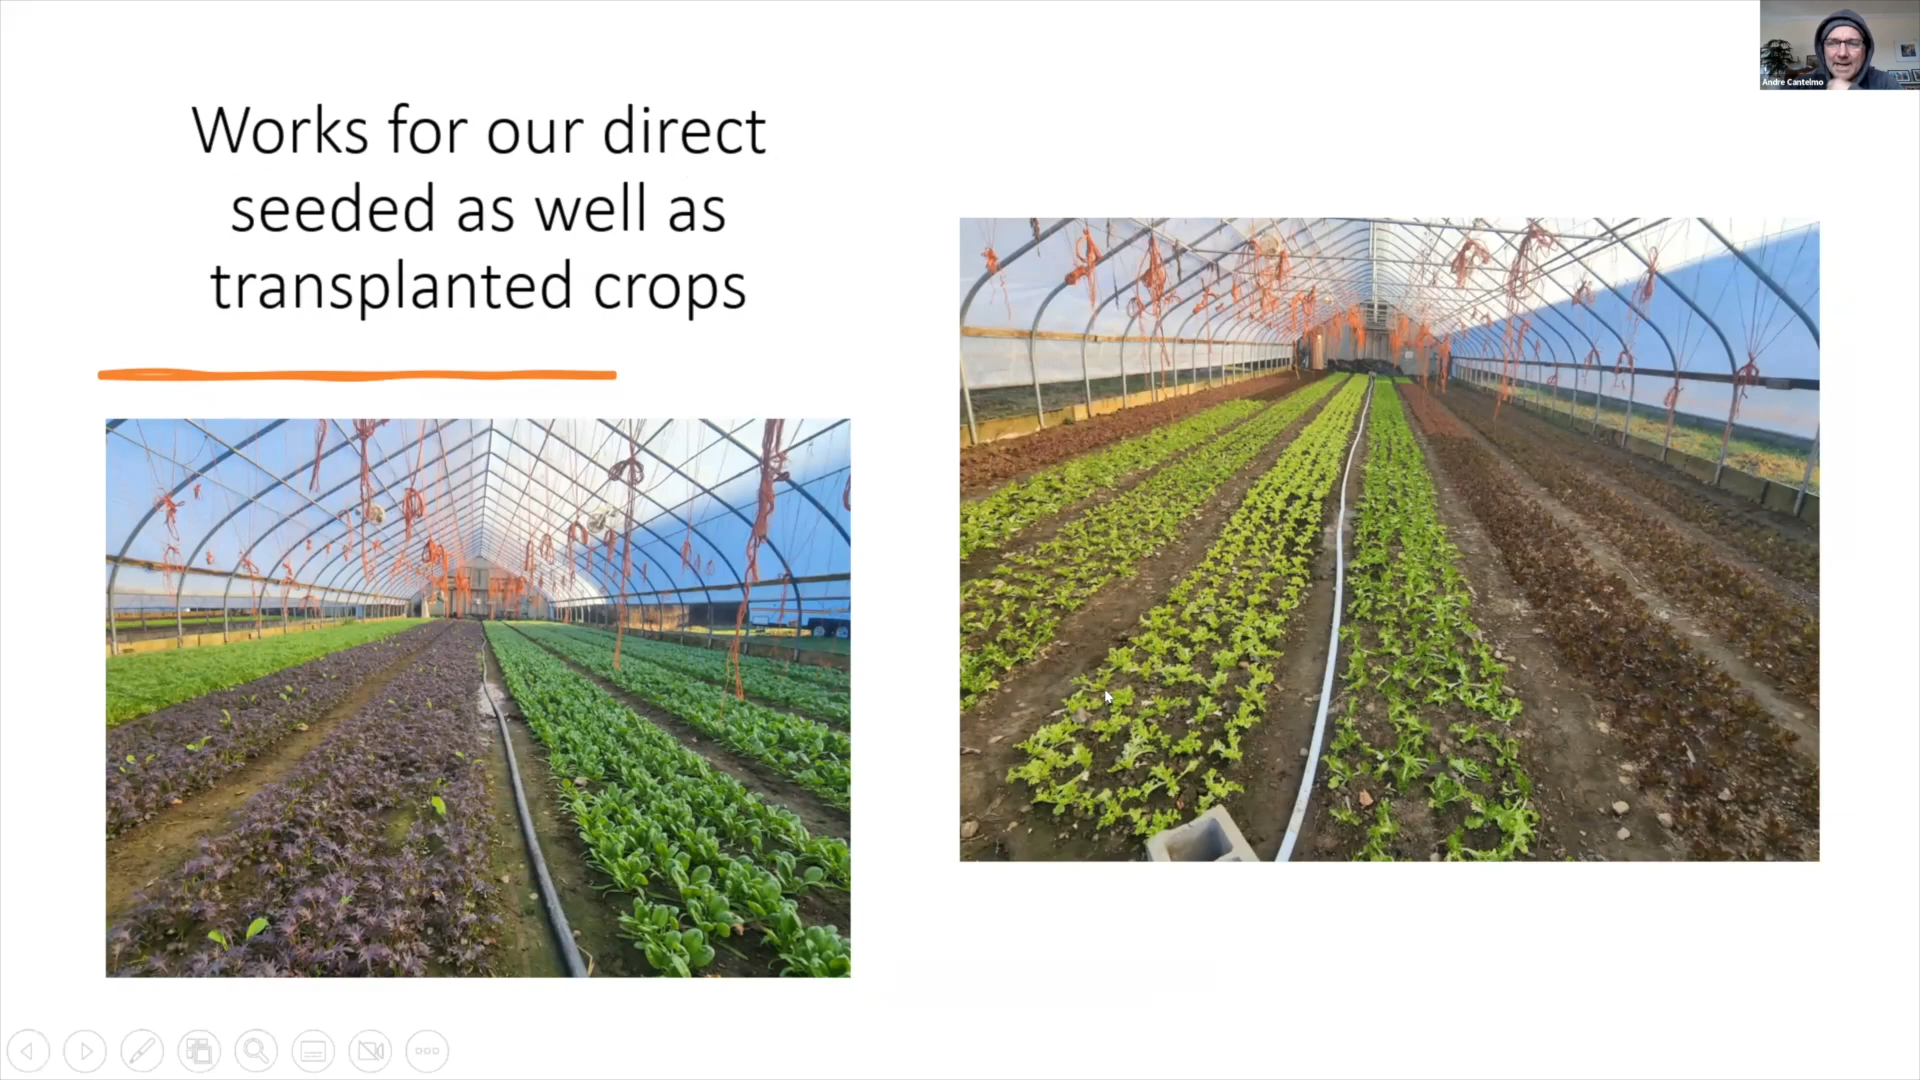 Works for our direct
seeded as well as
transplanted crops
Andre Cantelmo